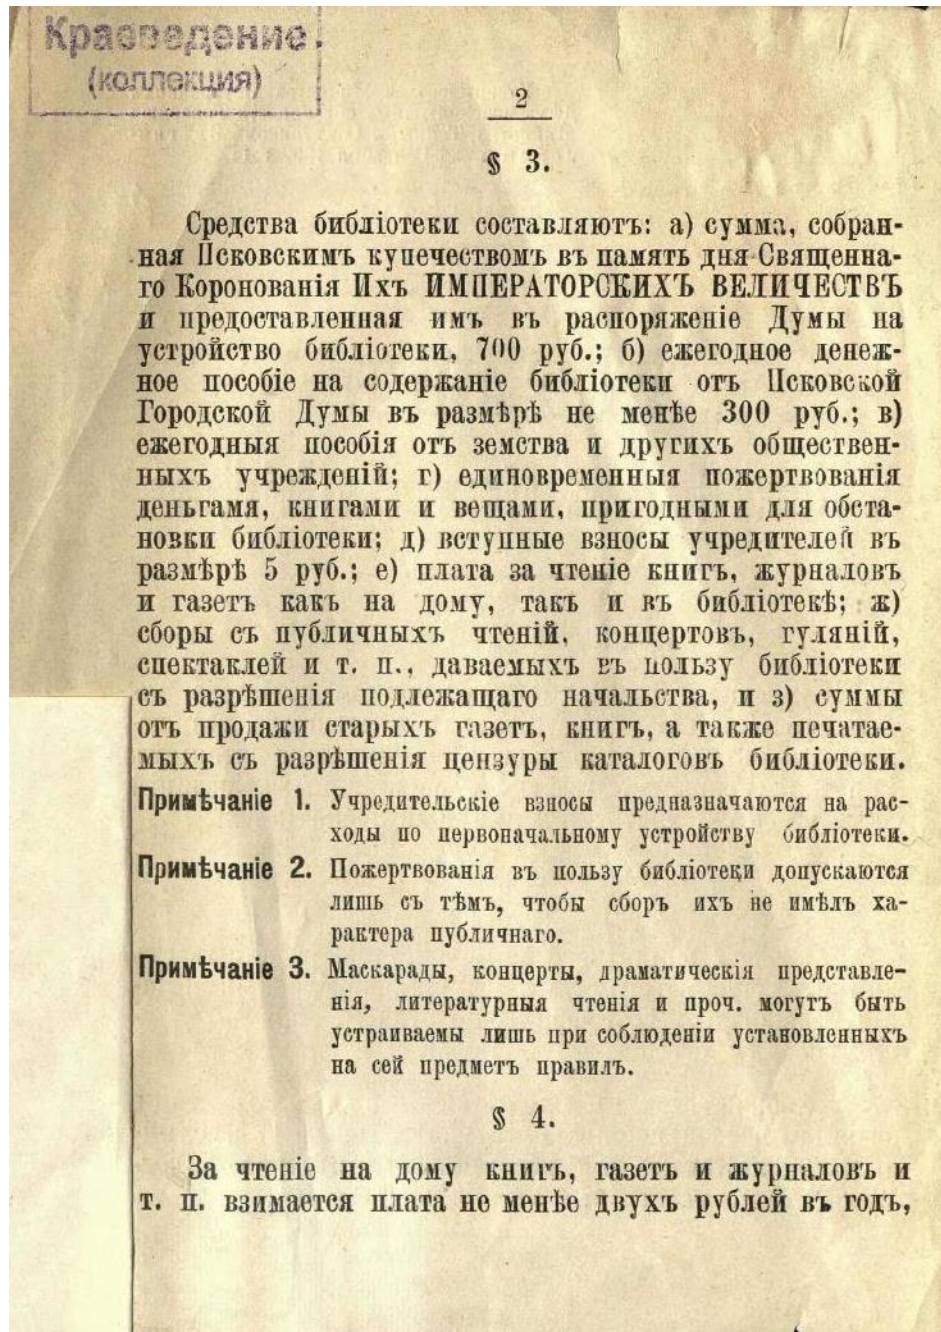 Краеведение.
(коллекция)
2
§ 3.
Средства библіотеки составляютъ: а) сумма, собран-
ная Псковскимъ купечествомъ въ память дня Священна-
го Коронованія Ихъ ИМПЕРАТОРСКИХЪ ВЕЛИЧЕСТВЪ
и предоставленная имъ въ распоряженіе Думы на
устройство библіотеки, 700 руб.; б) ежегодное денеж-
ное пособіе на содержаніе библіотеки отъ Псковской
Городской Думы въ размѣрѣ не менѣе 300 руб.; в)
ежегодныя пособія отъ земства и другихъ обществен-
ныхъ учрежденій; г) единовременныя пожертвованія
деньгамя, книгами и вещами, пригодными для обста-
новки библіотеки; д) вступные взносы учредителей въ
размѣрѣ 5 руб.; е) плата за чтеніе книгъ, журналовъ
и газетъ какъ на дому, такъ и въ библіотекѣ; ж)
сборы съ публичныхъ чтеній, концертовъ, гуляній,
спектаклей и т. п., даваемыхъ въ пользу библіотеки
съ разрѣшенія подлежащаго начальства, и з) суммы
отъ продажи старыхъ газетъ, книгъ, а также печатае-
мыхъ съ разрѣшенія цензуры каталоговъ библіотеки.
Примѣчаніе 1. Учредительскіе взносы предназначаются на рас-
ходы по первоначальному устройству библіотеки.
Примѣчаніе 2. Пожертвованія въ пользу библіотеки допускаются
лишь съ тѣмъ, чтобы сборъ ихъ не имѣлъ ха-
рактера публичнаго.
Примѣчаніе 3. Маскарады, концерты, драматическія представле-
нія, литературныя чтенія и проч. могутъ быть
устраиваемы лишь при соблюденіи установленныхъ
на сей предметъ правилъ.
§ 4.
За чтеніе на дому книгъ, газетъ и журналовъ и
т. п. взимается плата не менѣе двухъ рублей въ годъ,